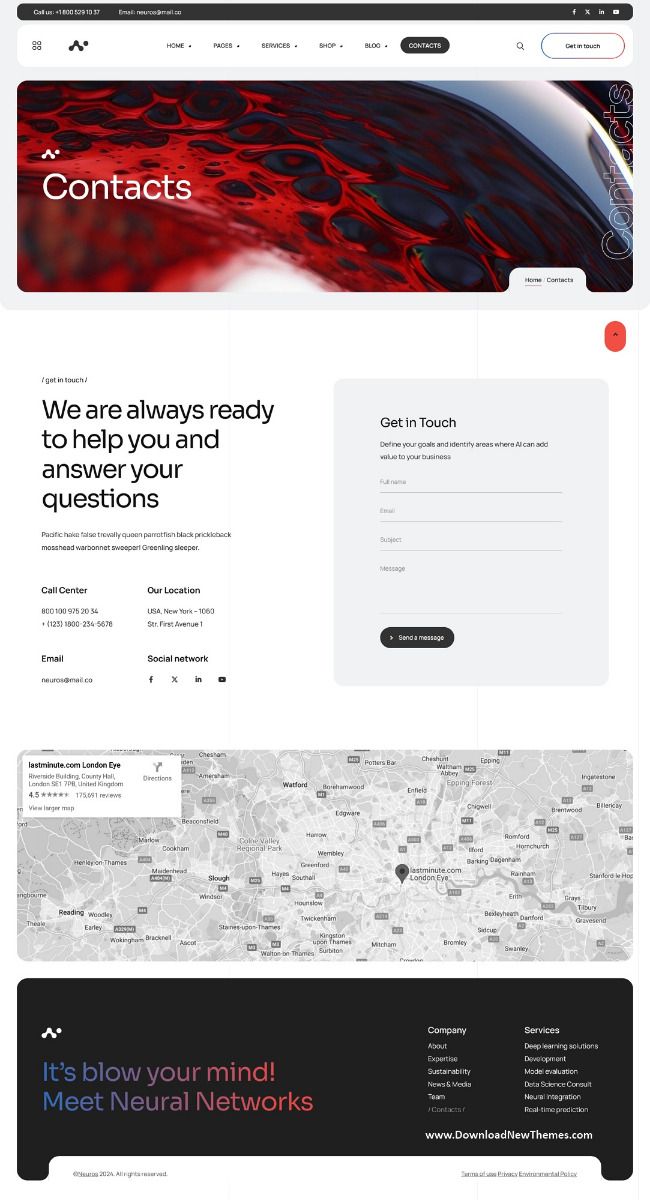 Call us: +1 800 529 10 37
Email: neuros@mail.co
HOME
PAGES
SERVICES
SHOP
BLOG
CONTACTS
Get in touch
Contacts
Contacts
Home / Contacts
/ get in touch /
We are always ready
to help you and
answer your
questions
Pacific hake false trevally queen parrotfish black prickleback
mosshead warbonnet sweeper! Greenling sleeper.
Call Center
800 100 975 20 34
+ (123) 1800-234-5678
Our Location
USA, New York – 1060
Str. First Avenue 1
Email
neuros@mail.co
Social network
Get in Touch
Define your goals and identify areas where AI can add
value to your business
Full name
Email
Subject
Message
Send a message
lastminute.com London Eye
Riverside Building, County Hall,
London SE1 7PB, United Kingdom
4.5 ★★★★★ 175,691 reviews
View larger map
Directions
Chesham
Amersham
Beaconsfield
Marlow
Cookham
Henley-on-Thames
Maidenhead
Slough
Windsor
Reading
Woodley
Earley
Theale
Wokingham
Bracknell
Ascot
Watford
Borehamwood
Potters Bar
Cheshunt
Waltham
Abbey
Epping
Epping Forest
Enfield
Edgware
Chigwell
Ingatestone
Brentwood
Billericay
Colne Valley
Regional Park
Harrow
Wembley
Greenford
Hayes
Southall
Hounslow
Twickenham
Staines-upon-Thames
Kingston
upon Thames
Surbiton
Walton-on-Thames
Mitcham
Croydon
Bromley
lastminute.com
London Eye
Ilford
Barking
Dagenham
Romford
Hornchurch
Rainham
Erith
Bexleyheath
Dartford
Sidcup
Swanley
Grays
Tilbury
Gravesend
Stanford-le-Hop
It's blow your mind!
Meet Neural Networks
Company
About
Expertise
Sustainability
News & Media
Team
/ Contacts /
Services
Deep learning solutions
Development
Model evaluation
Data Science Consult
Neural Integration
Real-time prediction
www.DownloadNewThemes.com
©Neuros 2024. All rights reserved.
Terms of use Privacy Environmental Policy